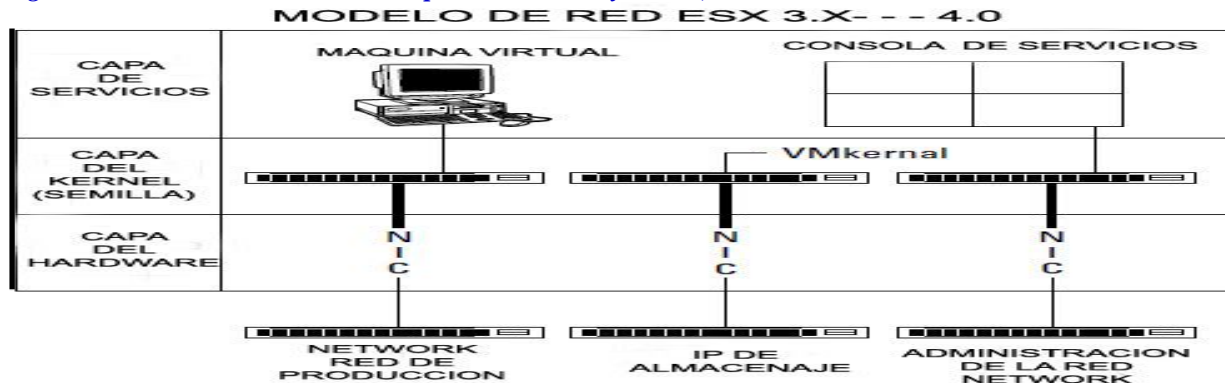 MODELO DE RED ESX 3.X- - - 4.0
CAPA
DE
SERVICIOS
MAQUINA VIRTUAL
CONSOLA DE SERVICIOS
CAPA
DEL
KERNEL
(SEMILLA)
VMkernal
CAPA
DEL
HARDWARE
N
I
C
N
I
C
N
I
C
NETWORK
RED DE
PRODUCCION
IP DE
ALMACENAJE
ADMINISTRACION
DE LA RED
NETWORK